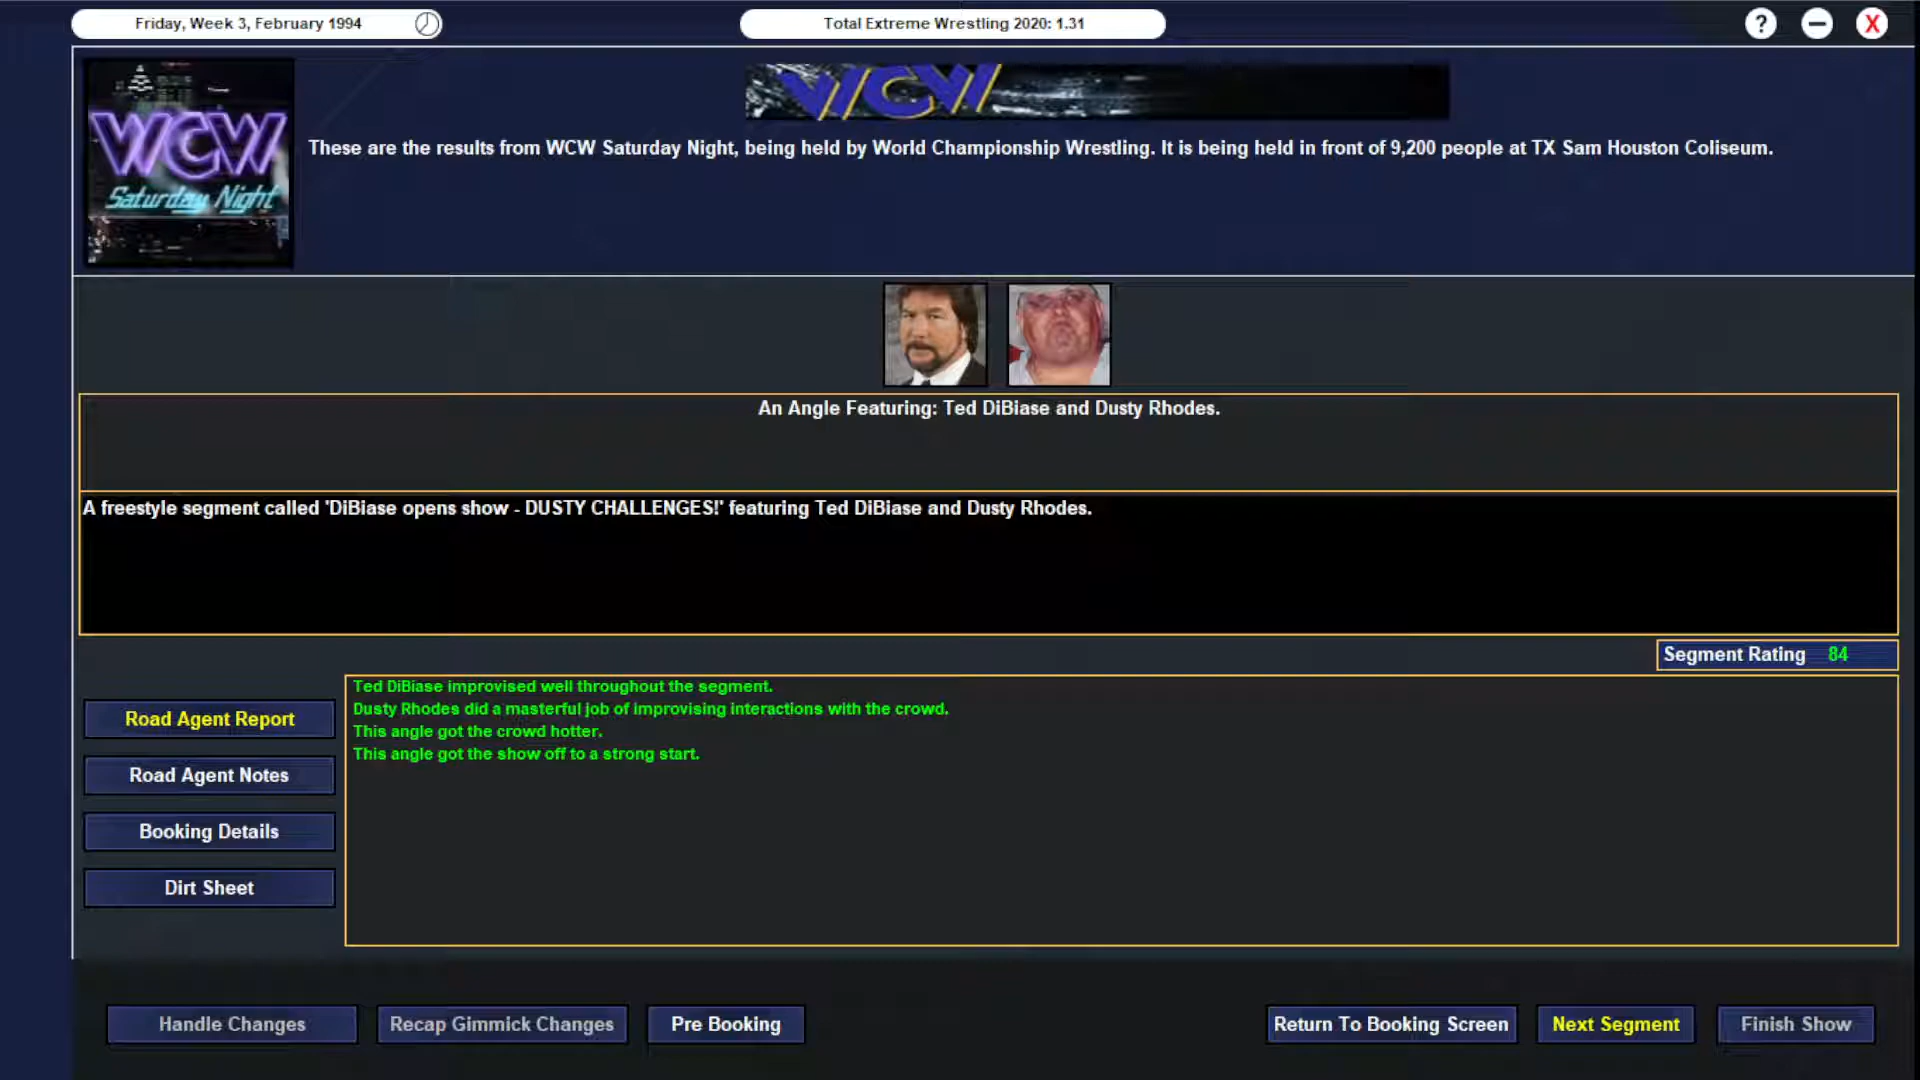 Friday, Week 3, February 1994
Total Extreme Wrestling 2020: 1.31
?
X
WCW
Saturday Night
WCW
These are the results from WCW Saturday Night, being held by World Championship Wrestling. It is being held in front of 9,200 people at TX Sam Houston Coliseum.
An Angle Featuring: Ted DiBiase and Dusty Rhodes.
A freestyle segment called 'DiBiase opens show - DUSTY CHALLENGES!' featuring Ted DiBiase and Dusty Rhodes.
Segment Rating 84
Road Agent Report
Road Agent Notes
Booking Details
Dirt Sheet
Ted DiBiase improvised well throughout the segment.
Dusty Rhodes did a masterful job of improvising interactions with the crowd.
This angle got the crowd hotter.
This angle got the show off to a strong start.
Handle Changes
Recap Gimmick Changes
Pre Booking
Return To Booking Screen
Next Segment
Finish Show